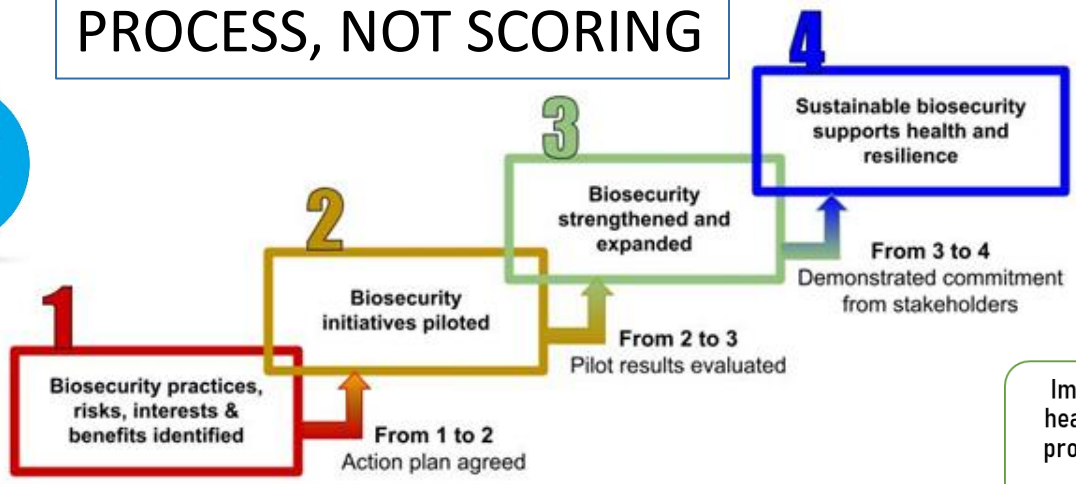 PROCESS, NOT SCORING
1
Biosecurity practices,
risks, interests &
benefits identified
From 1 to 2
Action plan agreed
2
Biosecurity
initiatives piloted
From 2 to 3
Pilot results evaluated
3
Biosecurity
strengthened and
expanded
From 3 to 4
Demonstrated commitment
from stakeholders
4
Sustainable biosecurity
supports health and
resilience